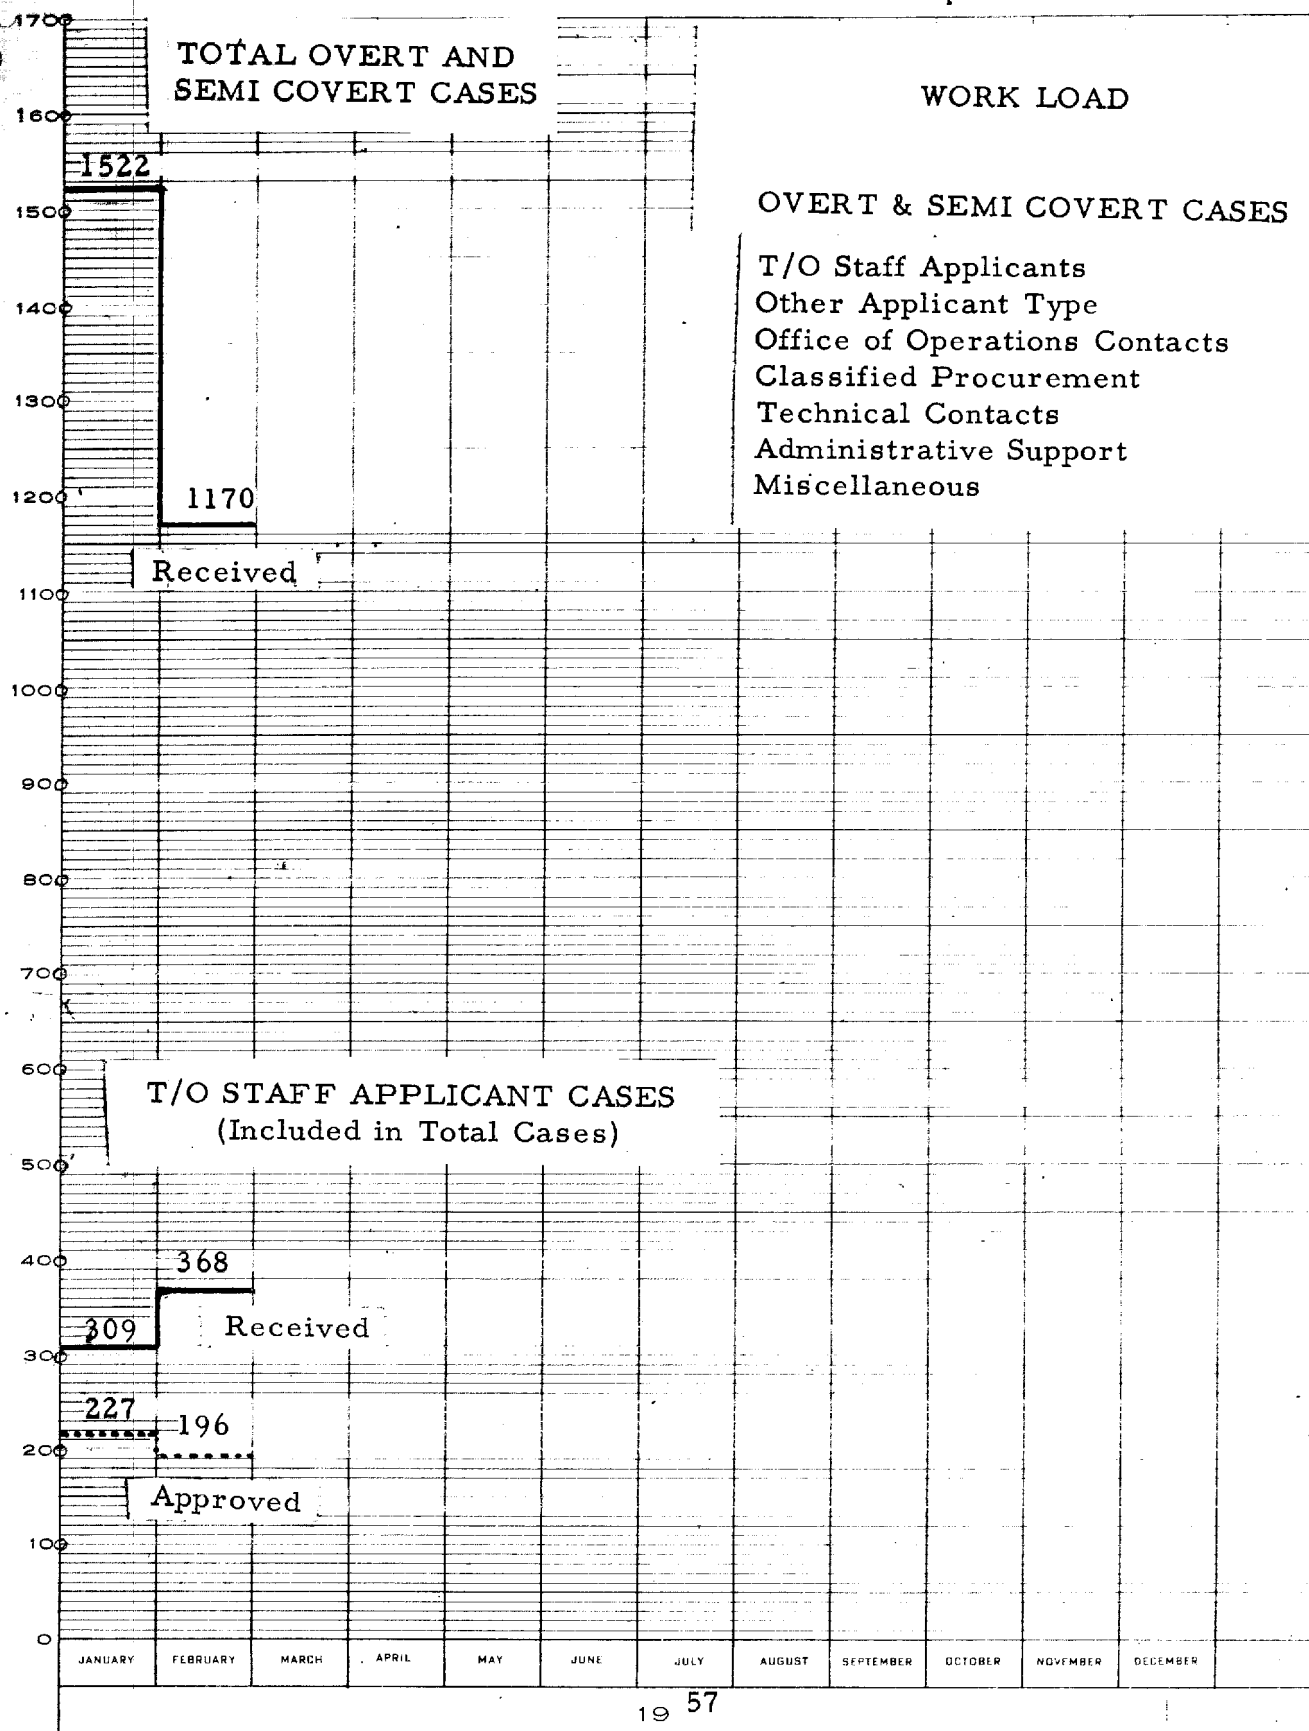 TOTAL OVERT AND
SEMI COVERT CASES
WORK LOAD
OVERT & SEMI COVERT CASES
T/O Staff Applicants
Other Applicant Type
Office of Operations Contacts
Classified Procurement
Technical Contacts
Administrative Support
Miscellaneous
1700
1600
1500
1400
1300
1200
1100
1000
900
800
700
600
500
400
300
200
100
0
1522
1170
Received
T/O STAFF APPLICANT CASES
(Included in Total Cases)
368
309
Received
227
196
Approved
JANUARY FEBRUARY MARCH APRIL MAY JUNE JULY AUGUST SEPTEMBER OCTOBER NOVEMBER DECEMBER
19 57